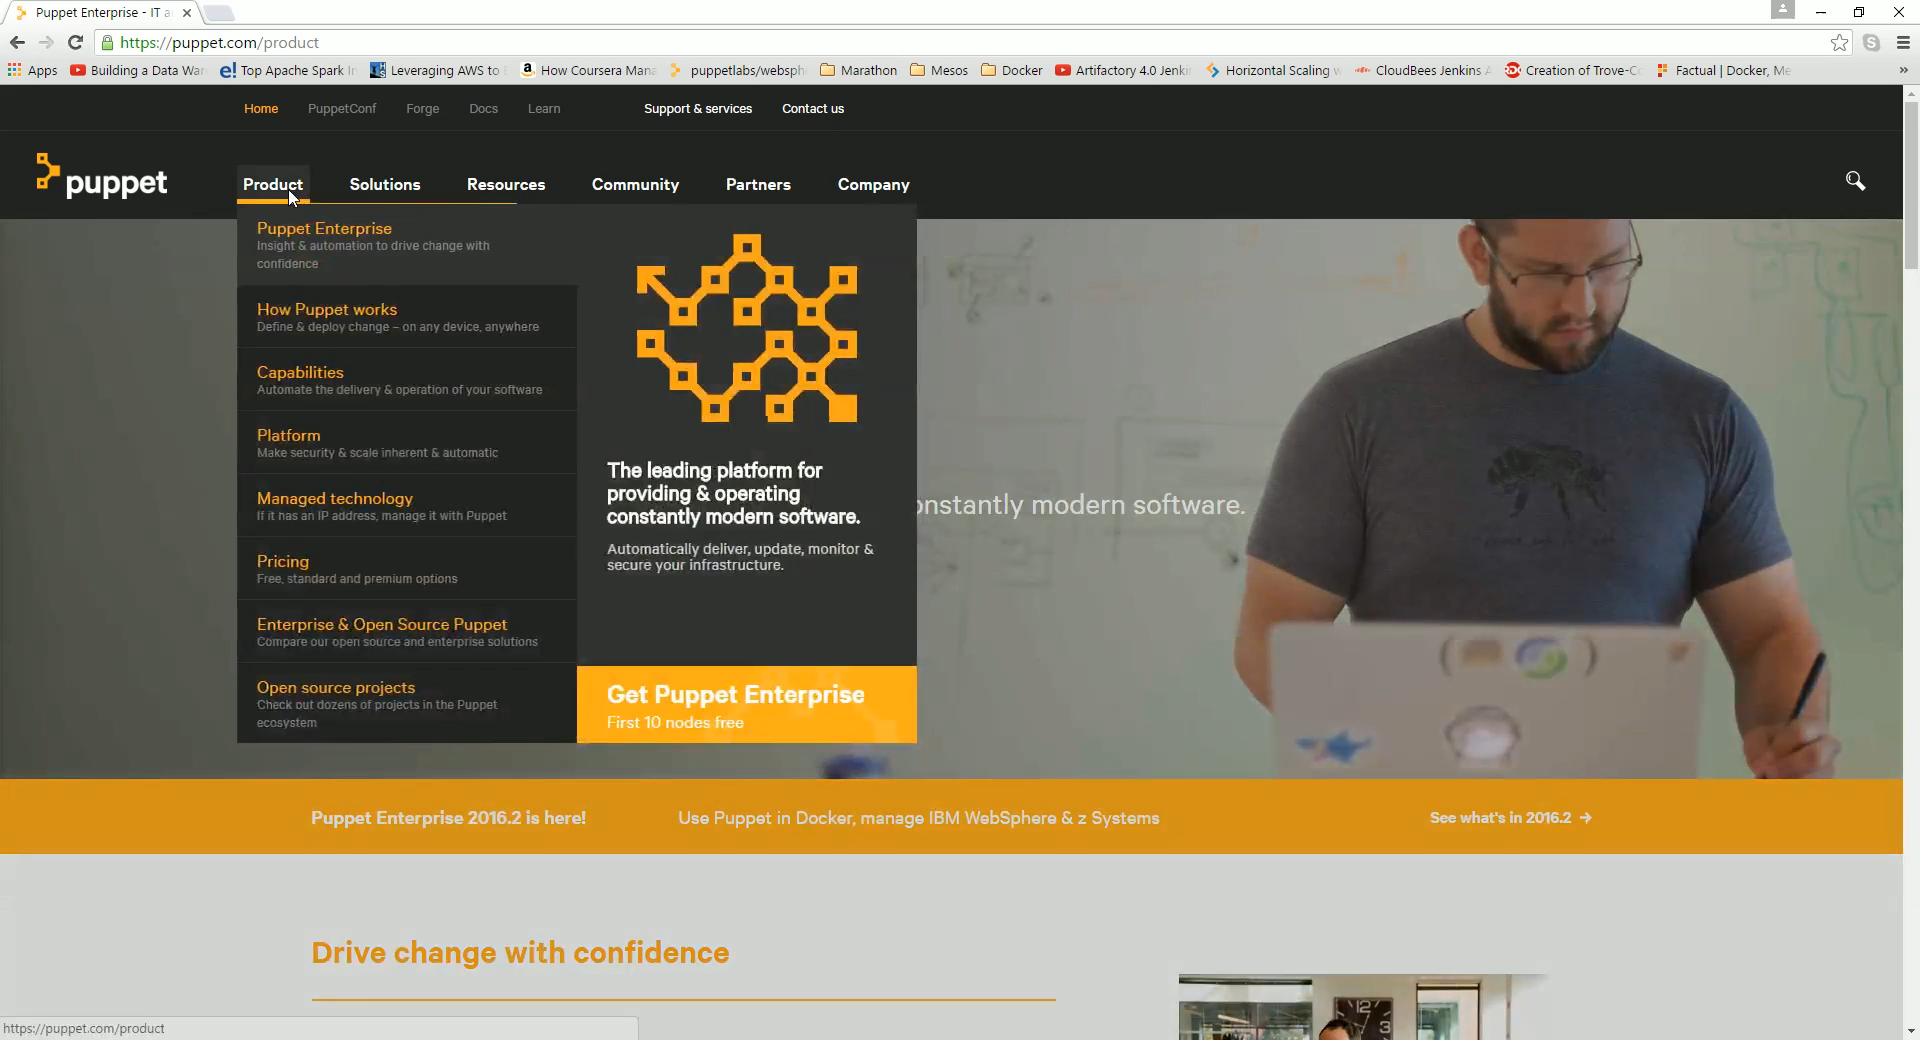 Puppet Enterprise - IT a
https://puppet.com/product
Apps
Building a Data War
Top Apache Spark In
Leveraging AWS to
How Coursera Mana
puppetlabs/websph
Marathon
Mesos
Docker
Artifactory 4.0 Jenki
Horizontal Scaling w
CloudBees Jenkins
Creation of Trove-C
Factual | Docker, Me
»
Home
PuppetConf
Forge
Docs
Learn
Support & services
Contact us
puppet
Product
Solutions
Resources
Community
Partners
Company
Puppet Enterprise
Insight & automation to drive change with
confidence
How Puppet works
Define & deploy change – on any device, anywhere
Capabilities
Automate the delivery & operation of your software
Platform
Make security & scale inherent & automatic
Managed technology
If it has an IP address, manage it with Puppet
Pricing
Free, standard and premium options
Enterprise & Open Source Puppet
Compare our open source and enterprise solutions
Open source projects
Check out dozens of projects in the Puppet
ecosystem
The leading platform for
providing & operating
constantly modern software.
Automatically deliver, update, monitor &
secure your infrastructure.
Get Puppet Enterprise
First 10 nodes free
onstantly modern software.
Puppet Enterprise 2016.2 is here!
Use Puppet in Docker, manage IBM WebSphere & z Systems
See what's in 2016.2 →
Drive change with confidence
12
3
https://puppet.com/product